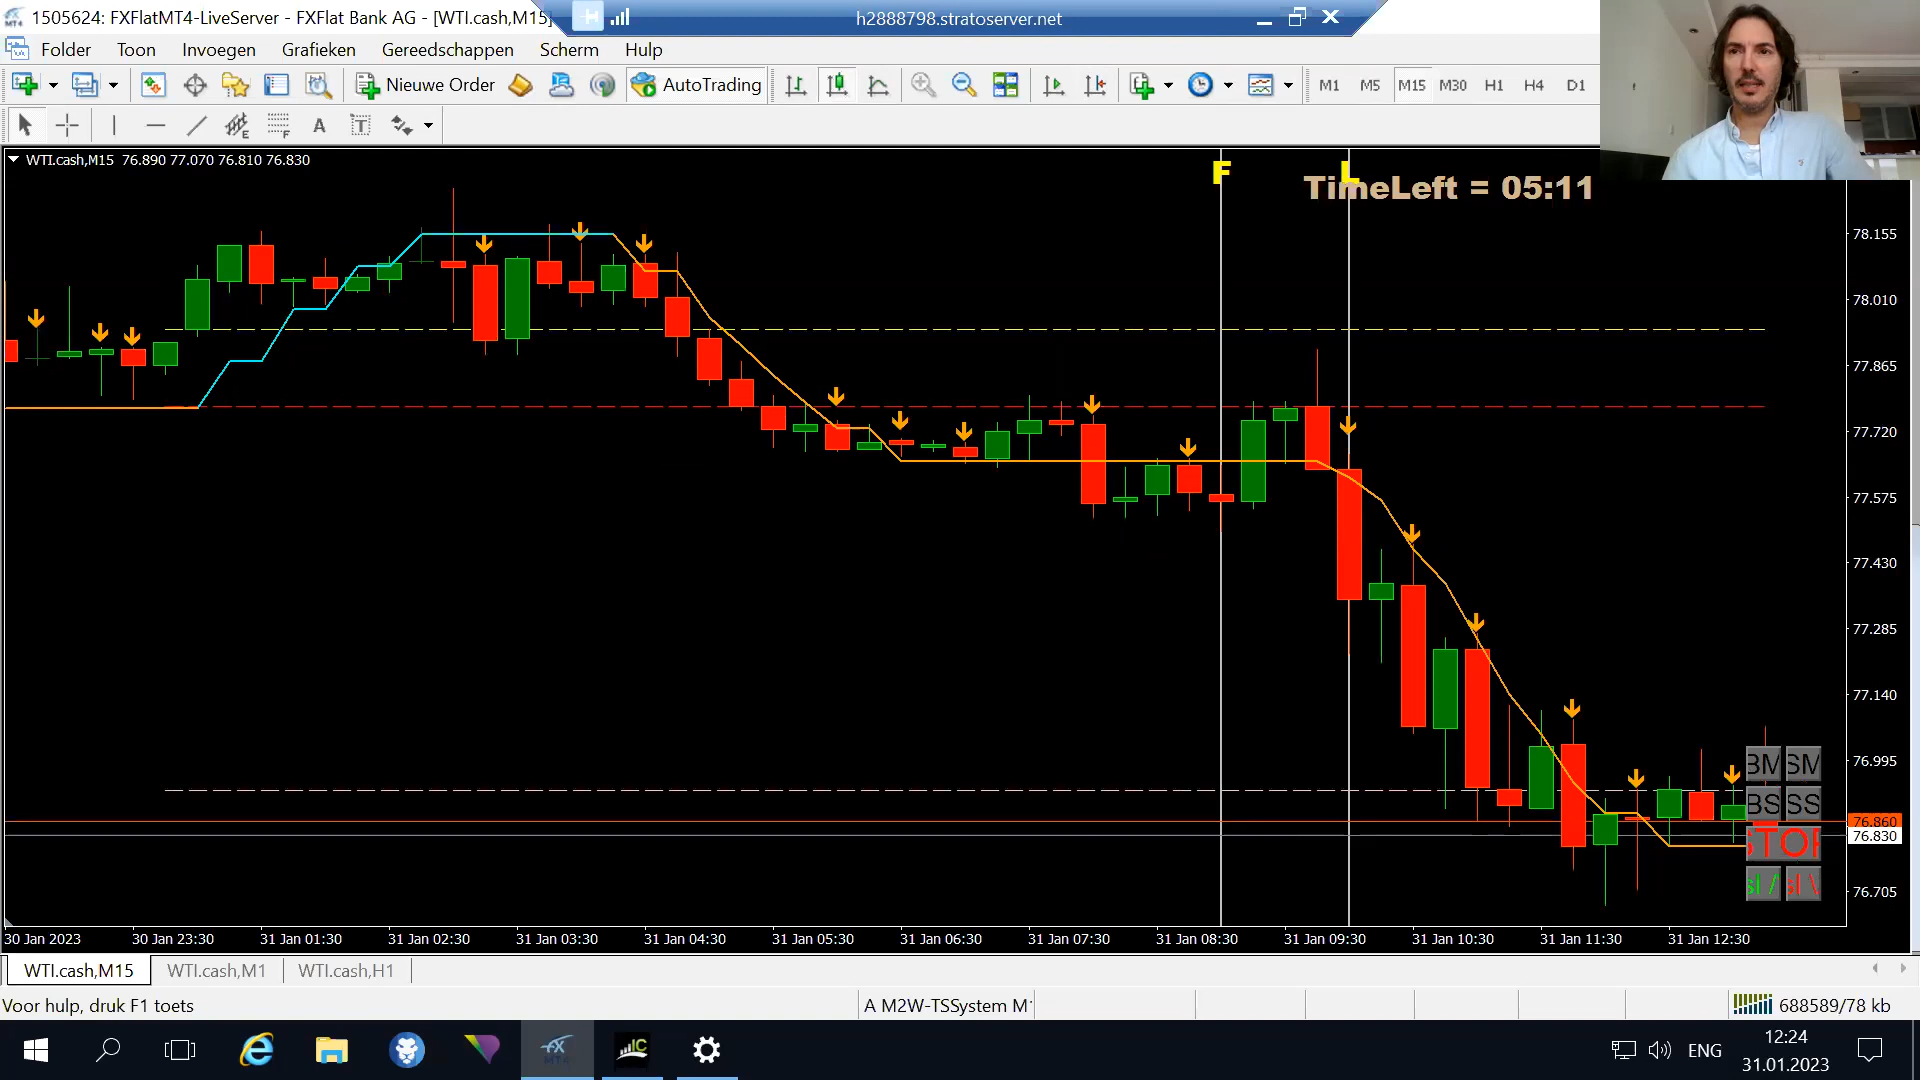 1505624: FXFlatMT4-LiveServer - FXFlat Bank AG - [WTI.cash,M15]
h2888798.stratoserver.net
Folder Toon Invoegen Grafieken Gereedschappen Scherm Hulp
Nieuwe Order AutoTrading M1 M5 M15 M30 H1 H4 D1
E F A T
WTI.cash,M15 76.890 77.070 76.810 76.830
F L
TimeLeft = 05:11
78.155
78.010
77.865
77.720
77.575
77.430
77.285
77.140
76.995
BM SM
BS SS
76.860
76.830
STOP
sl / sl \
76.705
30 Jan 2023 30 Jan 23:30 31 Jan 01:30 31 Jan 02:30 31 Jan 03:30 31 Jan 04:30 31 Jan 05:30 31 Jan 06:30 31 Jan 07:30 31 Jan 08:30 31 Jan 09:30 31 Jan 10:30 31 Jan 11:30 31 Jan 12:30
WTI.cash,M15 WTI.cash,M1 WTI.cash,H1
Voor hulp, druk F1 toets A M2W-TSSystem M 688589/78 kb
FX MT4 IC ENG 12:24
31.01.2023